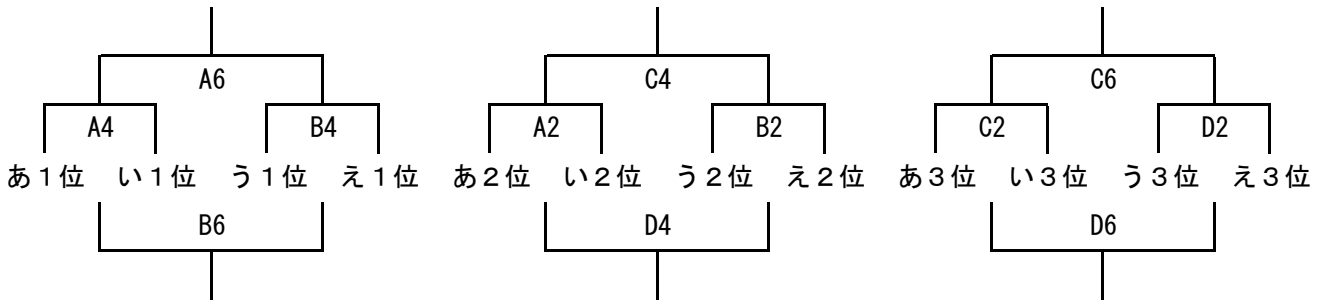 A6 C4 C6
A4 B4 A2 B2 C2 D2
あ1位 い1位 う1位 え1位 あ2位 い2位 う2位 え2位 あ3位 い3位 う3位 え3位
B6 D4 D6